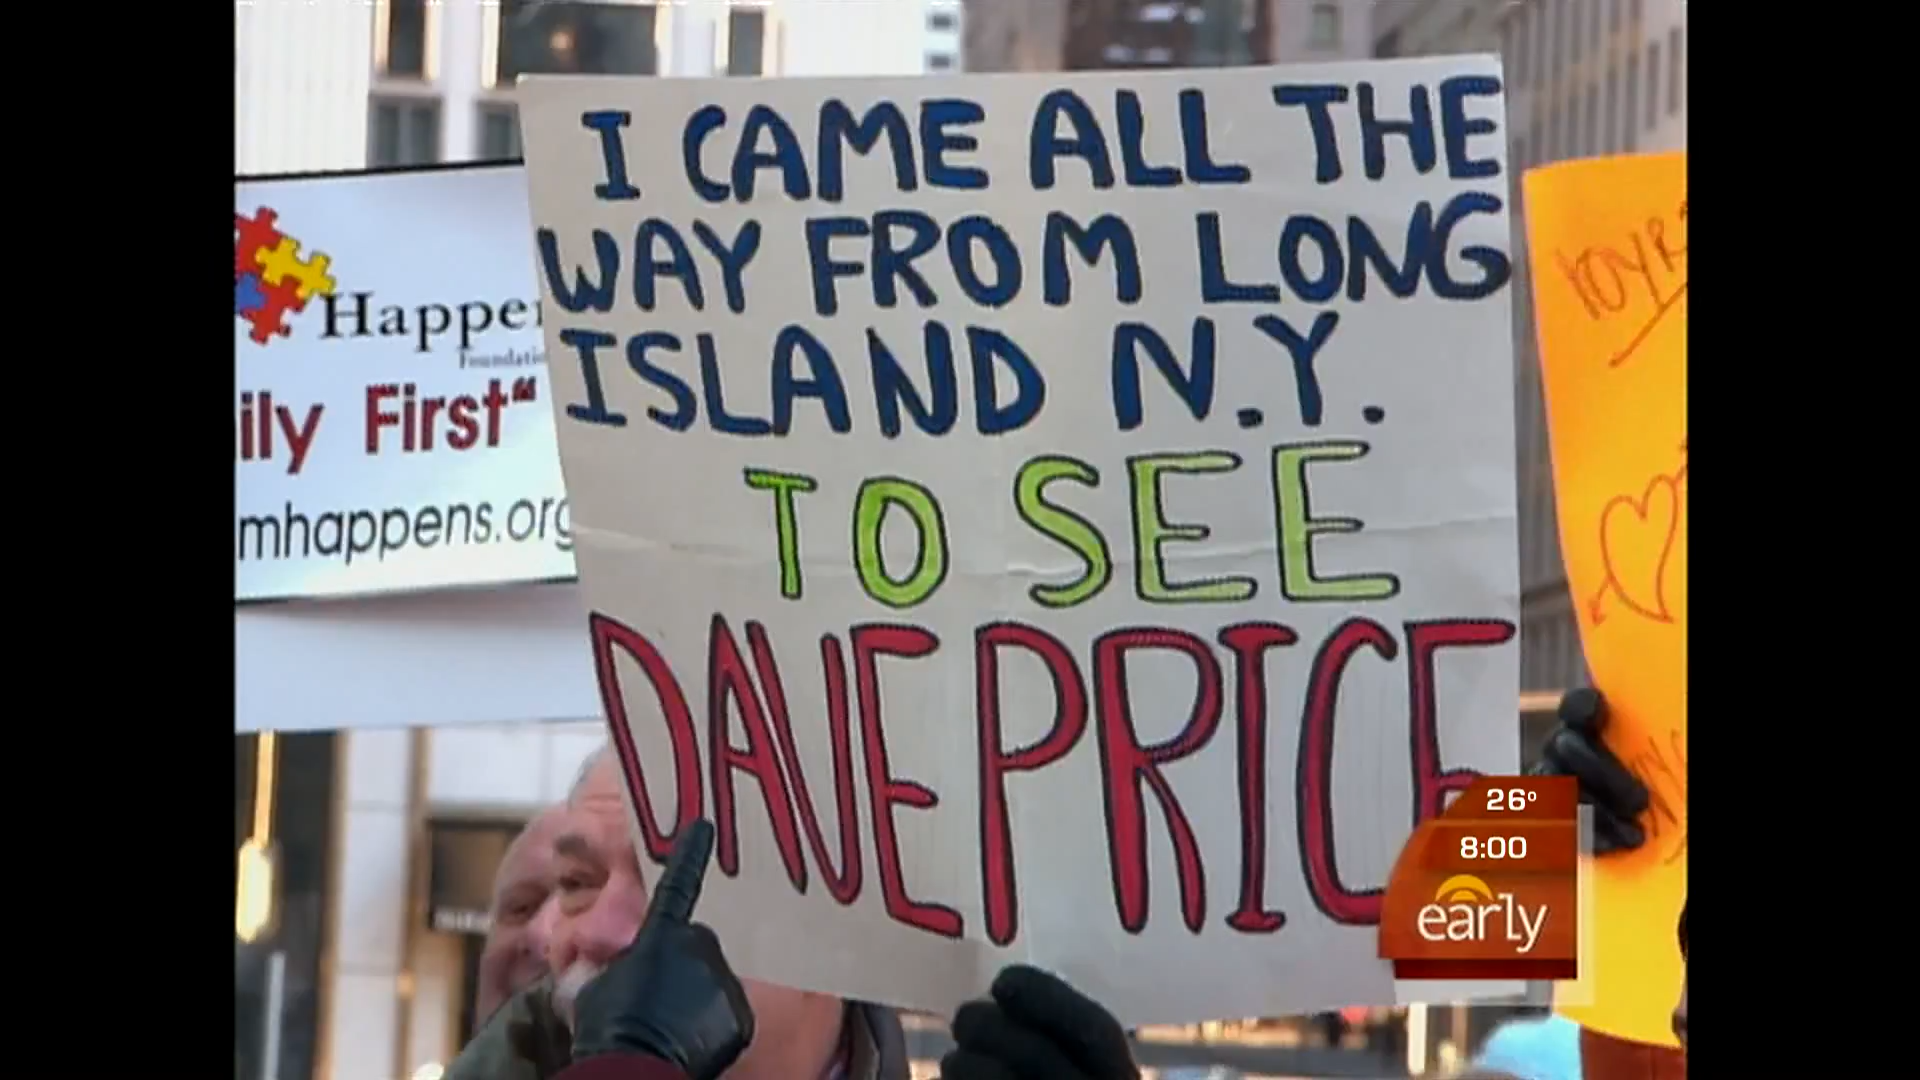 I CAME ALL THE
WAY FROM LONG
ISLAND N.Y.
TO SEE
DAVE PRICE
Happen
Foundatio
ily First“
mhappens.org
26°
8:00
early